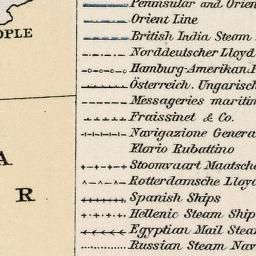 Peninsular and Orien
Orient Line
British India Steam
Norddeutscher Lloyd
Hamburg-Amerikan.
Österreich. Ungarisch
Messageries maritim
Fraissinet & Co.
Navigazione Genera
Florio Rubattino
Stoomvaart Maatsch
Rotterdamsche Lloy
Spanish Ships
Hellenic Steam Ship
Egyptian Mail Stea
Russian Steam Nav
OPLE
A
R